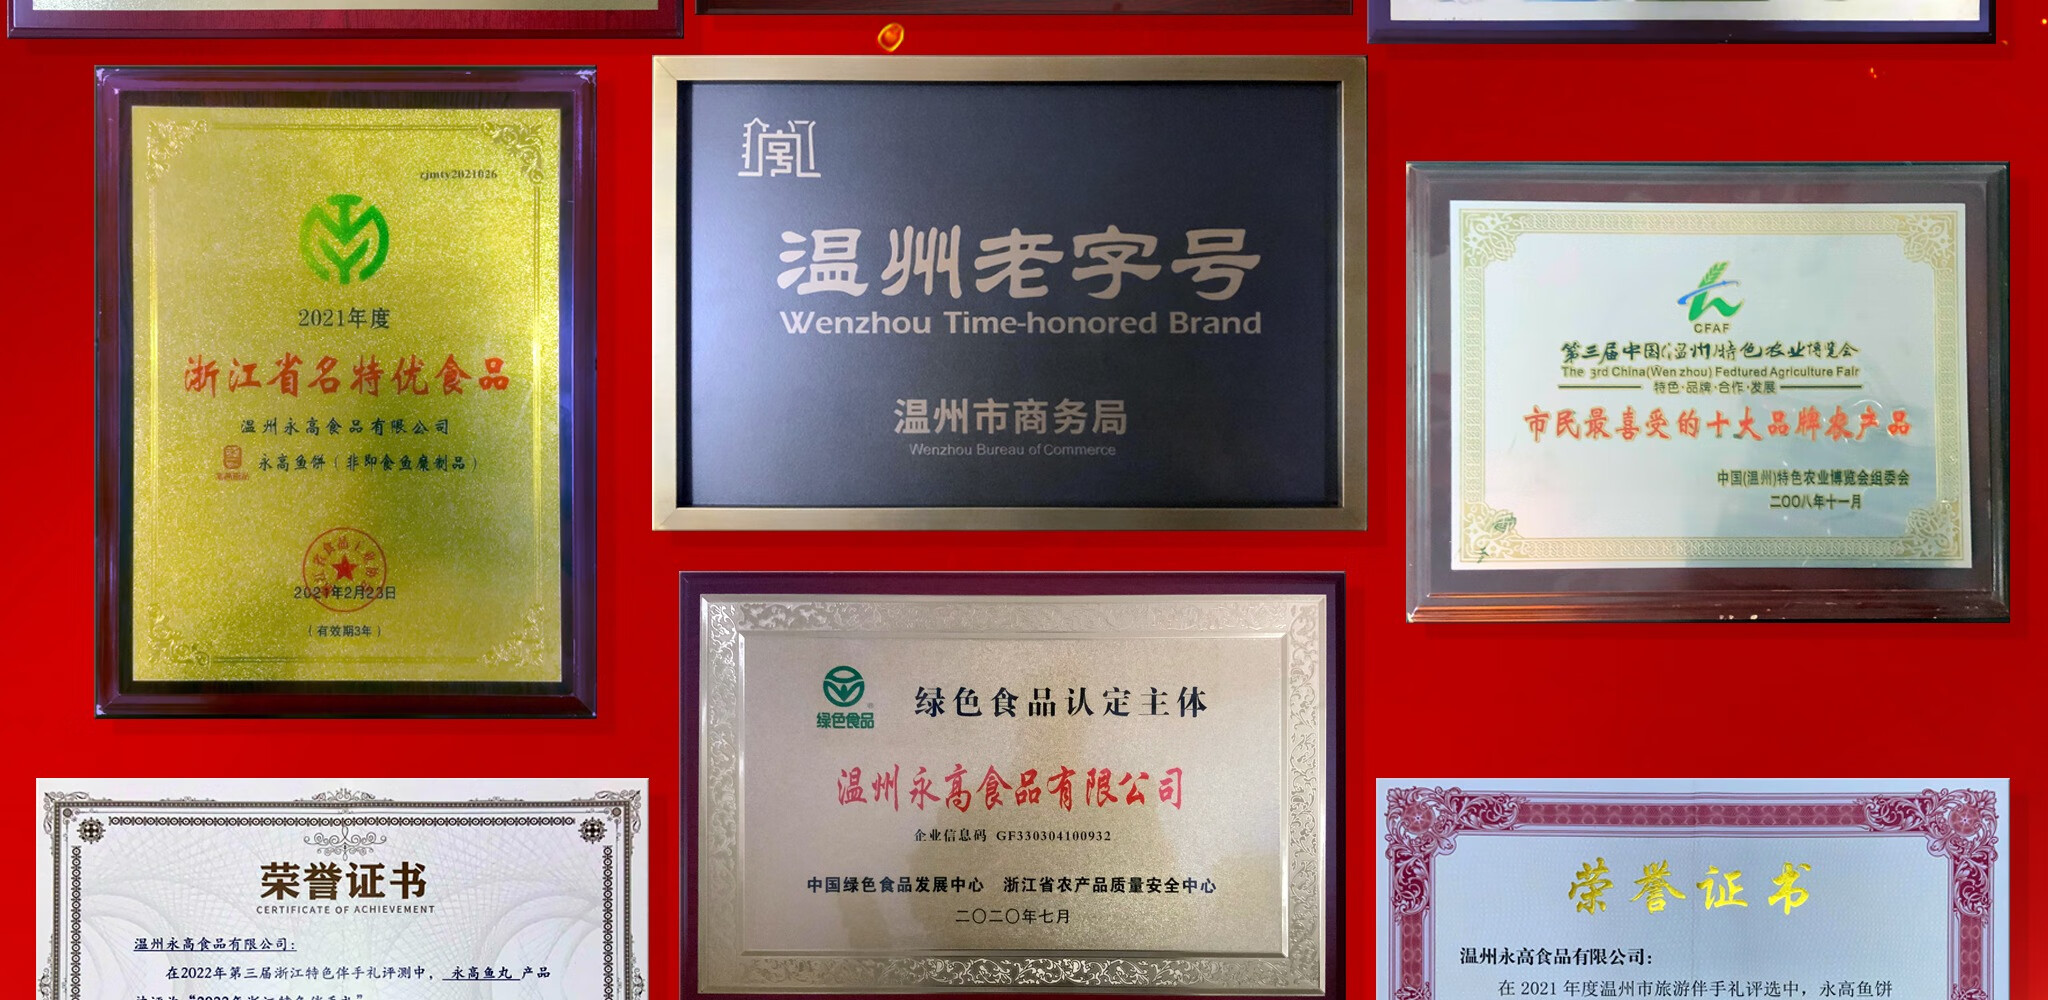 zjmty2021026
2021年度
浙江省名特优食品
温州永高食品有限公司
永高鱼饼（非即食鱼糜制品）
2021年2月23日
（有效期3年）
温州老字号
Wenzhou Time-honored Brand
温州市商务局
Wenzhou Bureau of Commerce
CFAF
第三届中国(温州)特色农业博览会
The 3rd China(Wen zhou) Fedtured Agriculture Fair
特色·品牌·合作·发展
市民最喜爱的十大品牌农产品
中国(温州)特色农业博览会组委会
二〇〇八年十一月
绿色食品
绿色食品认定主体
温州永高食品有限公司
企业信息码 GF330304100932
中国绿色食品发展中心 浙江省农产品质量安全中心
二〇二〇年七月
荣誉证书
CERTIFICATE OF ACHIEVEMENT
温州永高食品有限公司:
在2022年第三届浙江特色伴手礼评测中，永高鱼丸 产品
荣誉证书
温州永高食品有限公司:
在 2021 年度温州市旅游伴手礼评选中，永高鱼饼